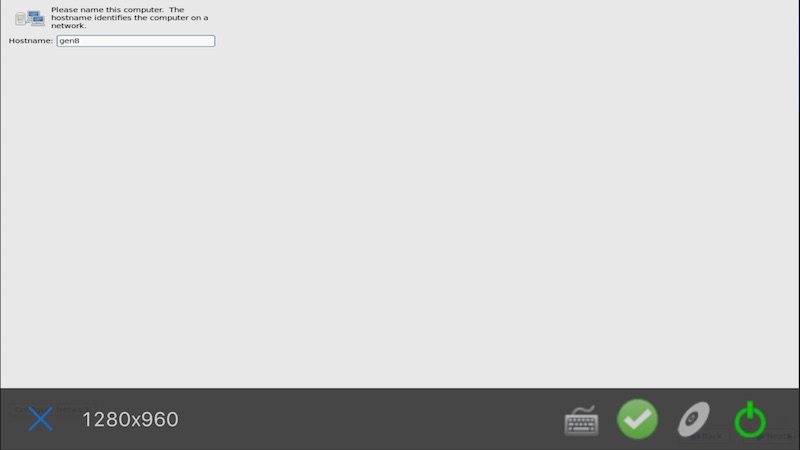 Please name this computer.  The
hostname identifies the computer on a
network.
Hostname: gen8
1280x960